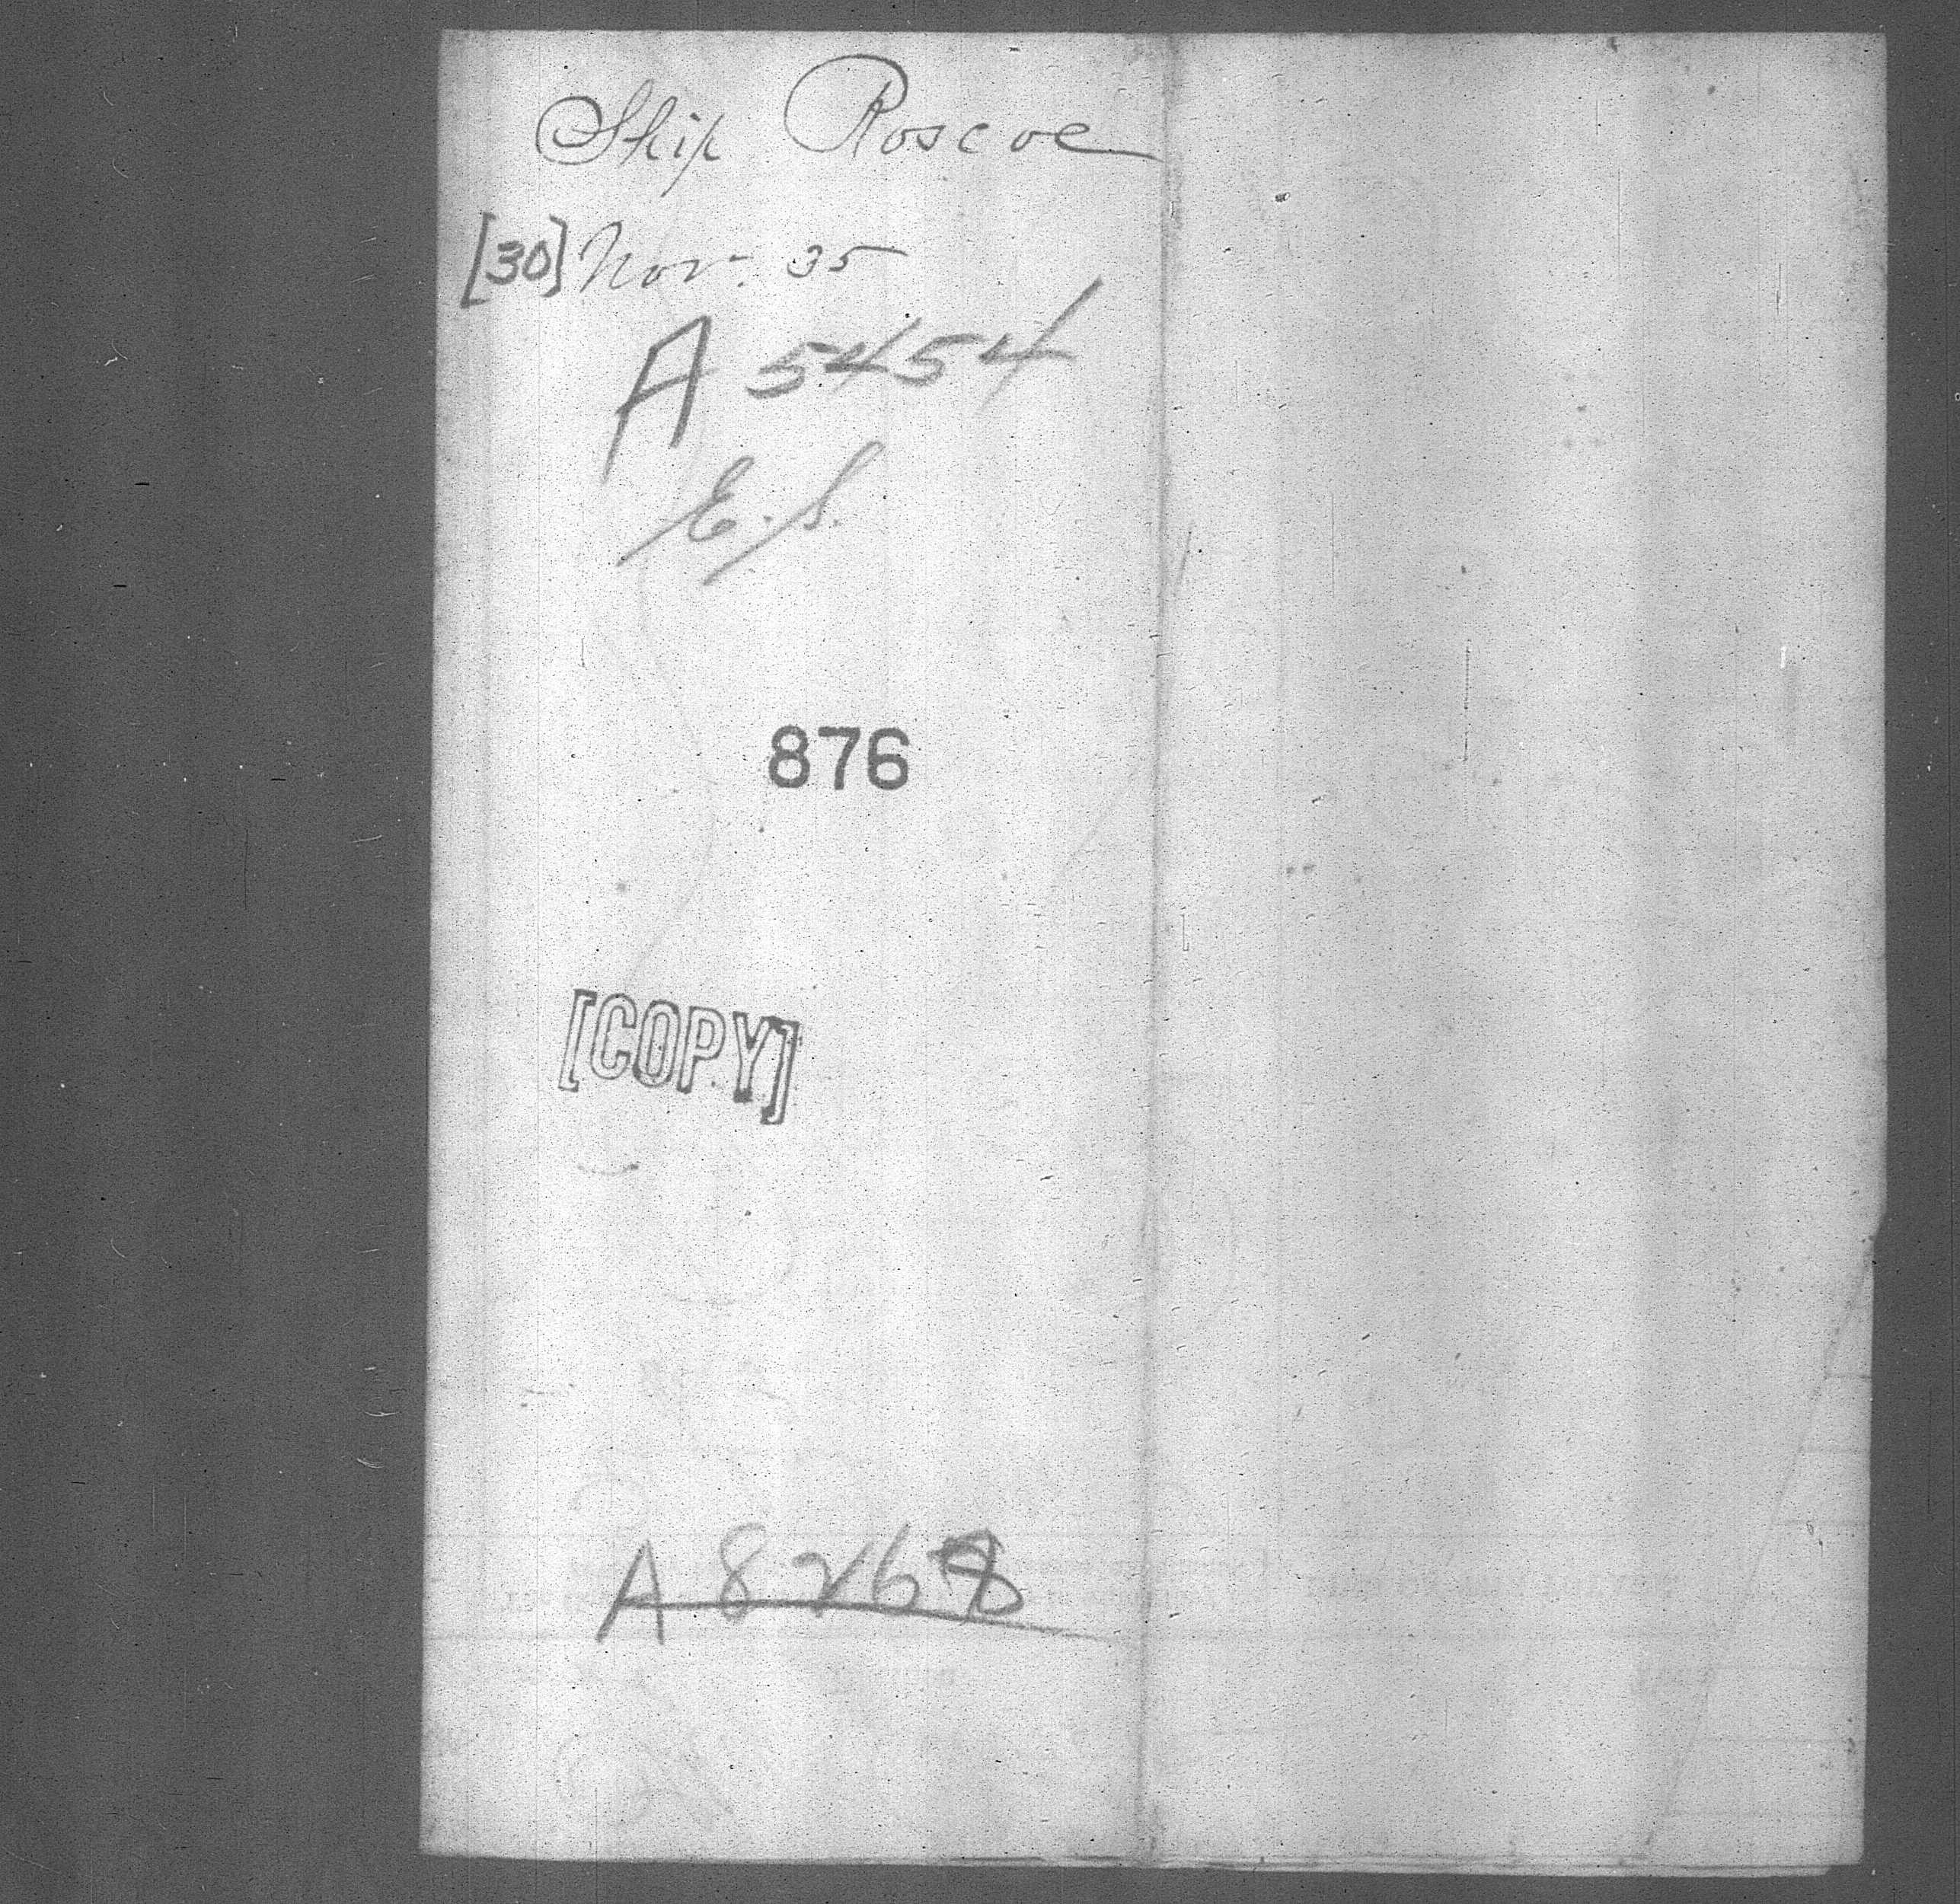 Ship Roscoe
[30] Nov. 35
A 5454
E.S.
876
[COPY]
A 8268